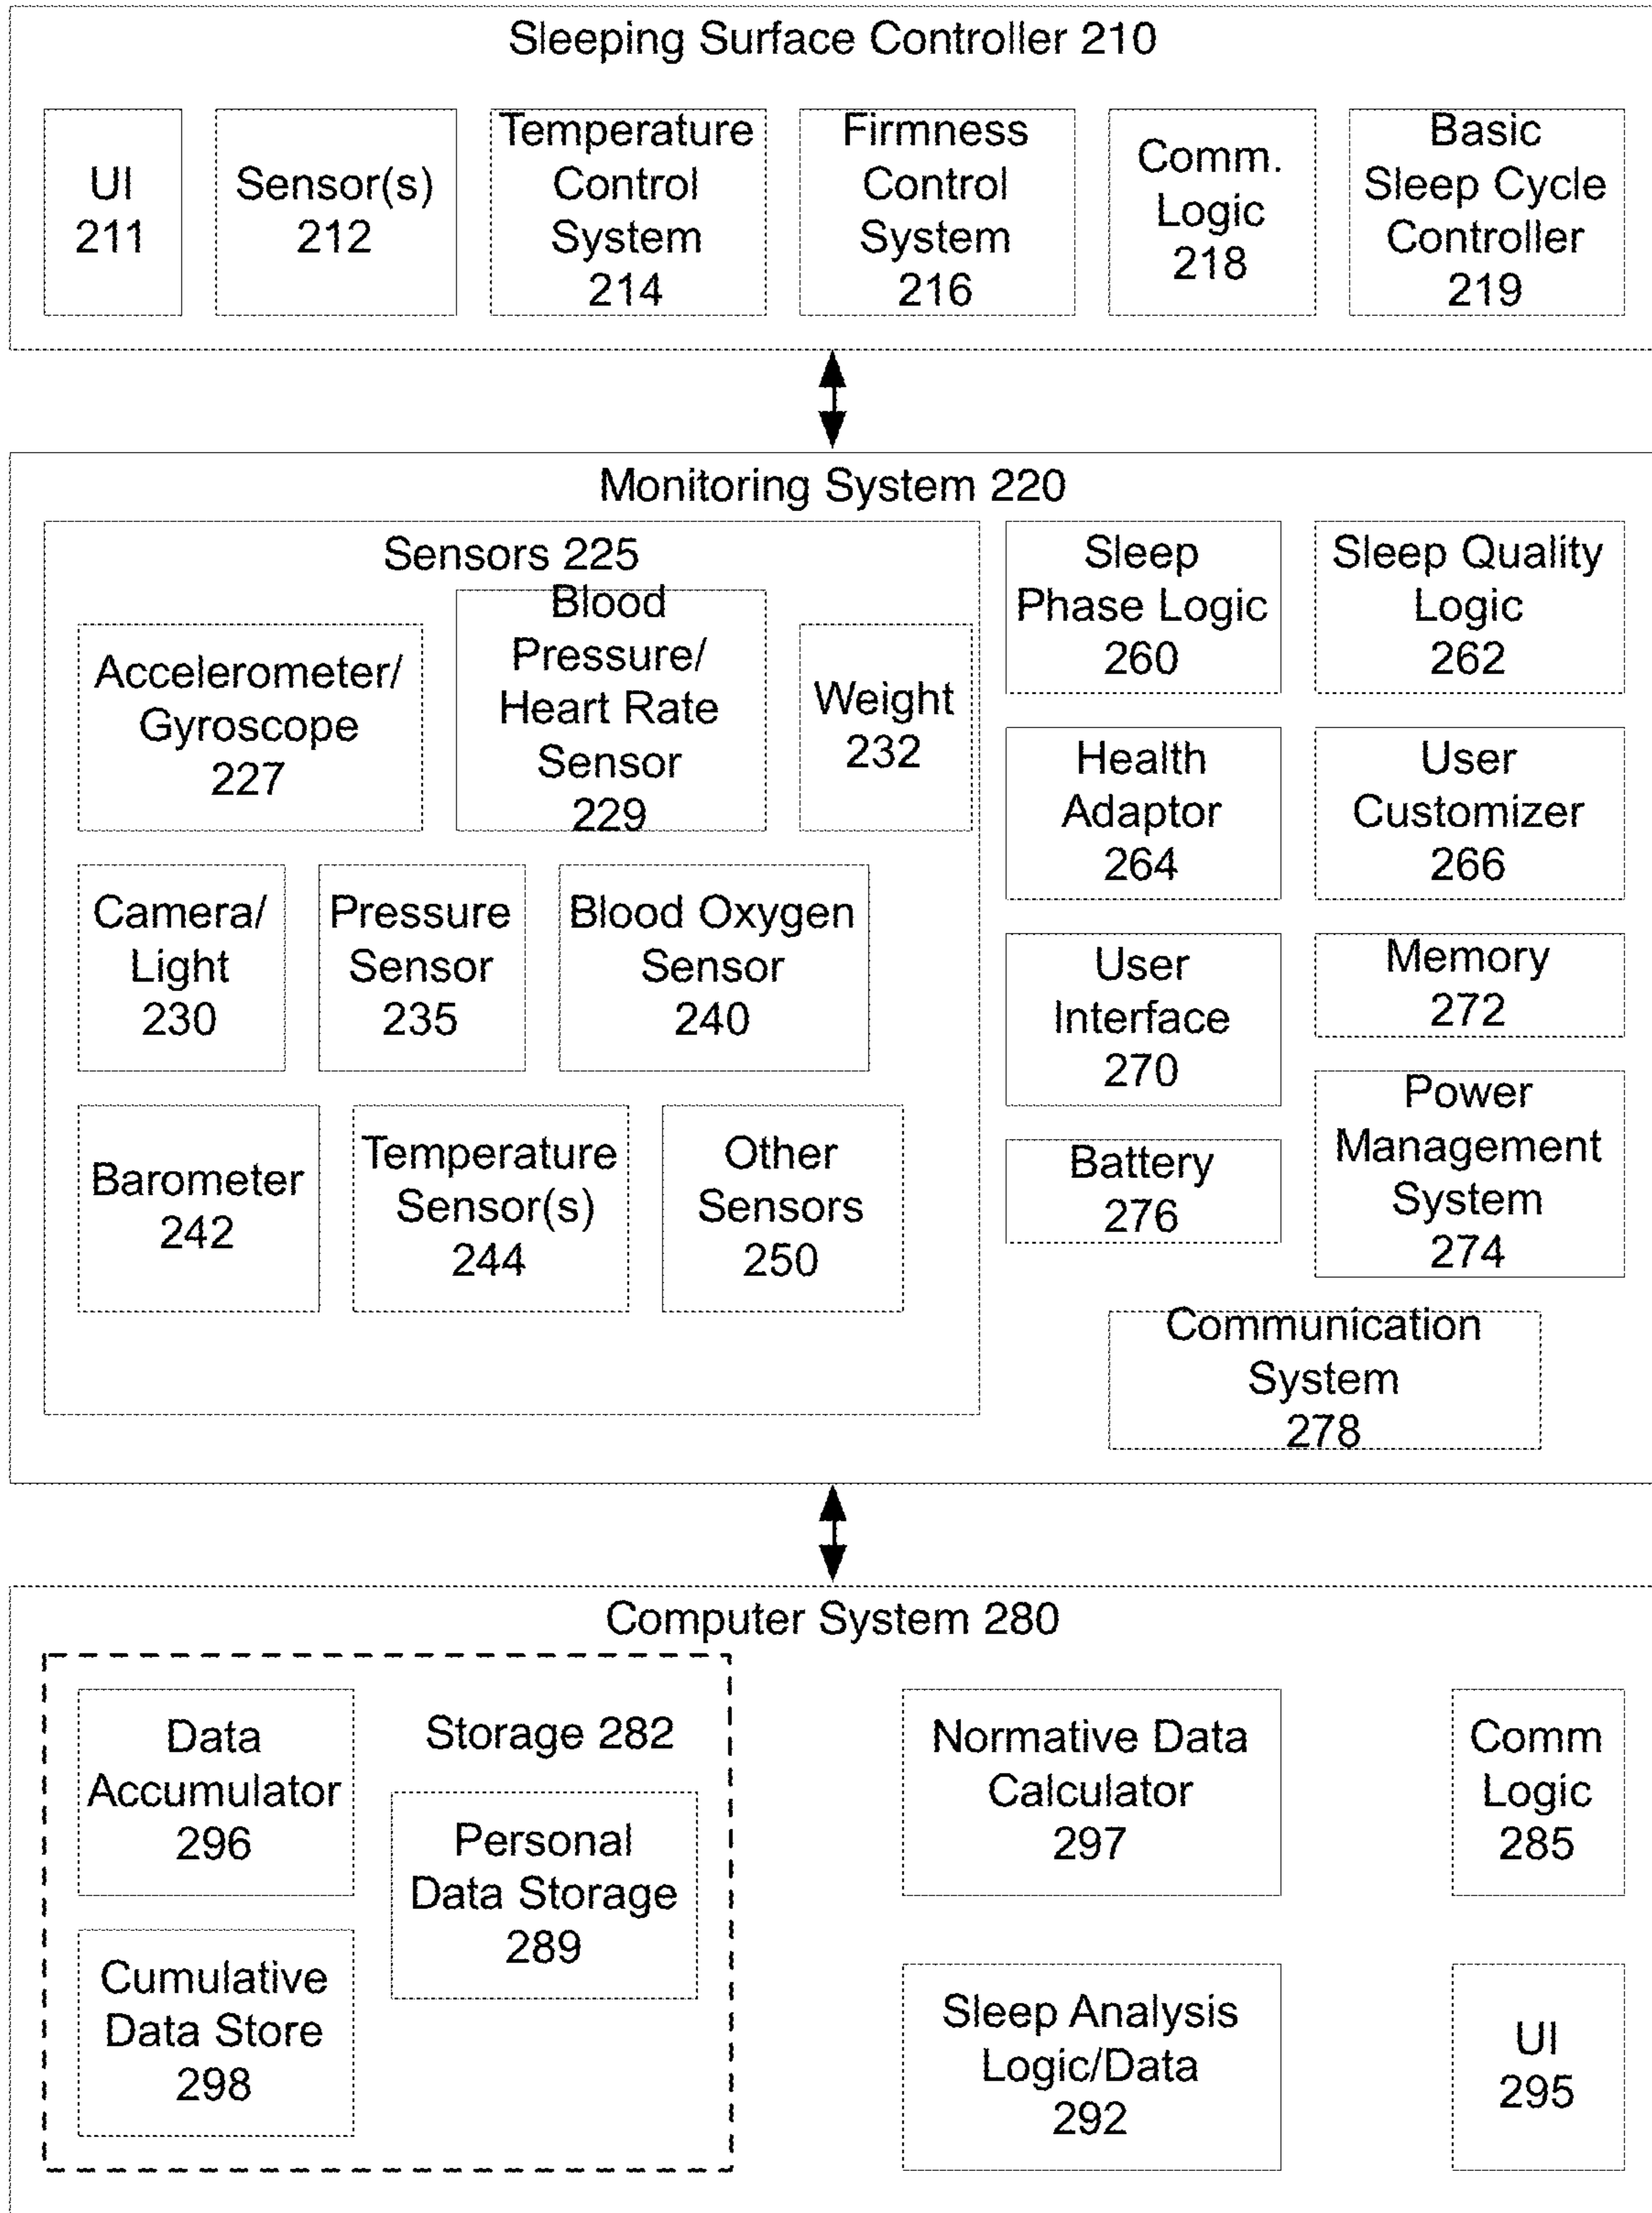 Sleeping Surface Controller 210
UI
211
Sensor(s)
212
Temperature
Control
System
214
Firmness
Control
System
216
Comm.
Logic
218
Basic
Sleep Cycle
Controller
219
Monitoring System 220
Sensors 225
Accelerometer/
Gyroscope
227
Blood
Pressure/
Heart Rate
Sensor
229
Weight
232
Camera/
Light
230
Pressure
Sensor
235
Blood Oxygen
Sensor
240
Barometer
242
Temperature
Sensor(s)
244
Other
Sensors
250
Sleep
Phase Logic
260
Sleep Quality
Logic
262
Health
Adaptor
264
User
Customizer
266
User
Interface
270
Memory
272
Battery
276
Power
Management
System
274
Communication
System
278
Computer System 280
Data
Accumulator
296
Storage 282
Personal
Data Storage
289
Cumulative
Data Store
298
Normative Data
Calculator
297
Comm
Logic
285
Sleep Analysis
Logic/Data
292
UI
295